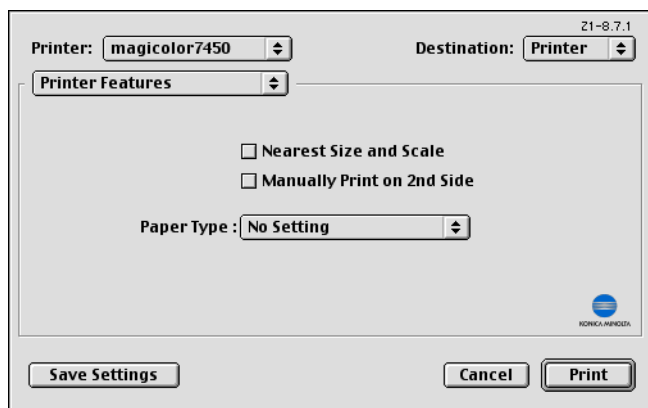 Z1-8.7.1
Printer: magicolor7450 Destination: Printer
Printer Features
Nearest Size and Scale
Manually Print on 2nd Side
Paper Type : No Setting
KONICA MINOLTA
Save Settings Cancel Print